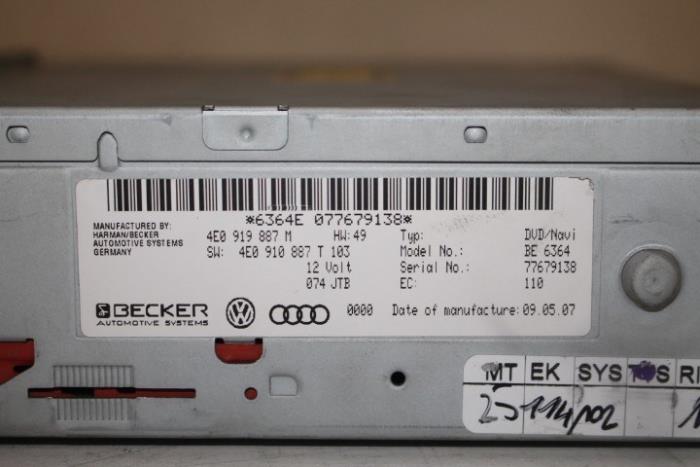 *6364E 077679138*
MANUFACTURED BY:
HARMAN/BECKER
AUTOMOTIVE SYSTEMS
GERMANY
4E0 919 887 M HW:49
SW: 4E0 910 887 T 103
12 Volt
074 JTB
Typ: DVD/Navi
Model No.: BE 6364
Serial No.: 77679138
EC: 110
BECKER
AUTOMOTIVE SYSTEMS
0000 Date of manufacture: 09.05.07
MT EK SYS S